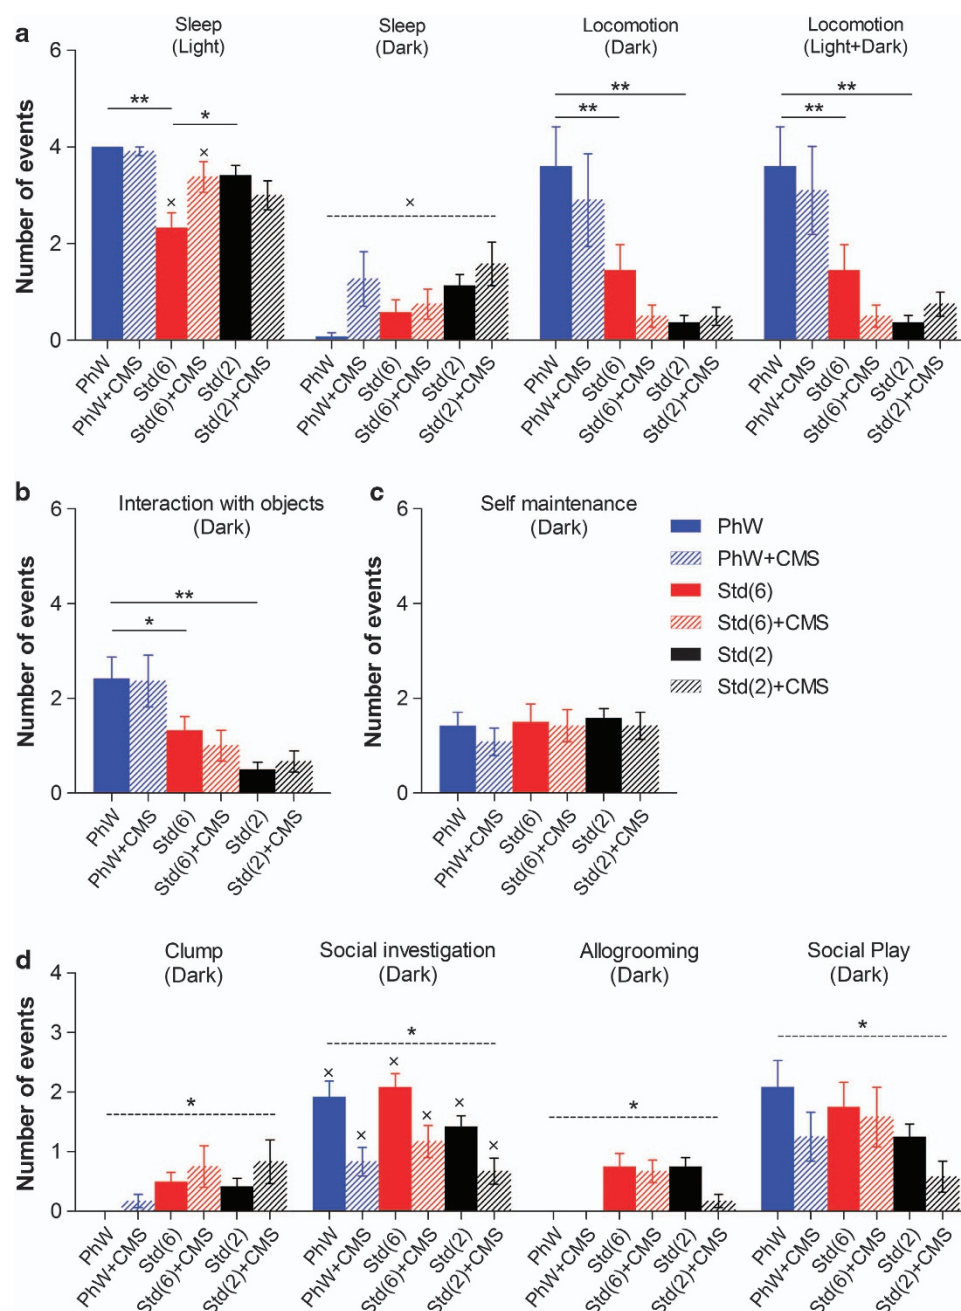 a
Sleep
(Light)
Sleep
(Dark)
Locomotion
(Dark)
Locomotion
(Light+Dark)
Number of events
6
4
2
0
**
*
×
×
×
**
**
**
**
PhW
PhW+CMS
Std(6)
Std(6)+CMS
Std(2)
Std(2)+CMS
PhW
PhW+CMS
Std(6)
Std(6)+CMS
Std(2)
Std(2)+CMS
PhW
PhW+CMS
Std(6)
Std(6)+CMS
Std(2)
Std(2)+CMS
PhW
PhW+CMS
Std(6)
Std(6)+CMS
Std(2)
Std(2)+CMS
b
Interaction with objects
(Dark)
Number of events
6
4
2
0
**
*
PhW
PhW+CMS
Std(6)
Std(6)+CMS
Std(2)
Std(2)+CMS
c
Self maintenance
(Dark)
Number of events
6
4
2
0
PhW
PhW+CMS
Std(6)
Std(6)+CMS
Std(2)
Std(2)+CMS
PhW
PhW+CMS
Std(6)
Std(6)+CMS
Std(2)
Std(2)+CMS
d
Clump
(Dark)
Social investigation
(Dark)
Allogrooming
(Dark)
Social Play
(Dark)
Number of events
4
3
2
1
0
*
*
×
×
×
×
×
×
*
*
PhW
PhW+CMS
Std(6)
Std(6)+CMS
Std(2)
Std(2)+CMS
PhW
PhW+CMS
Std(6)
Std(6)+CMS
Std(2)
Std(2)+CMS
PhW
PhW+CMS
Std(6)
Std(6)+CMS
Std(2)
Std(2)+CMS
PhW
PhW+CMS
Std(6)
Std(6)+CMS
Std(2)
Std(2)+CMS